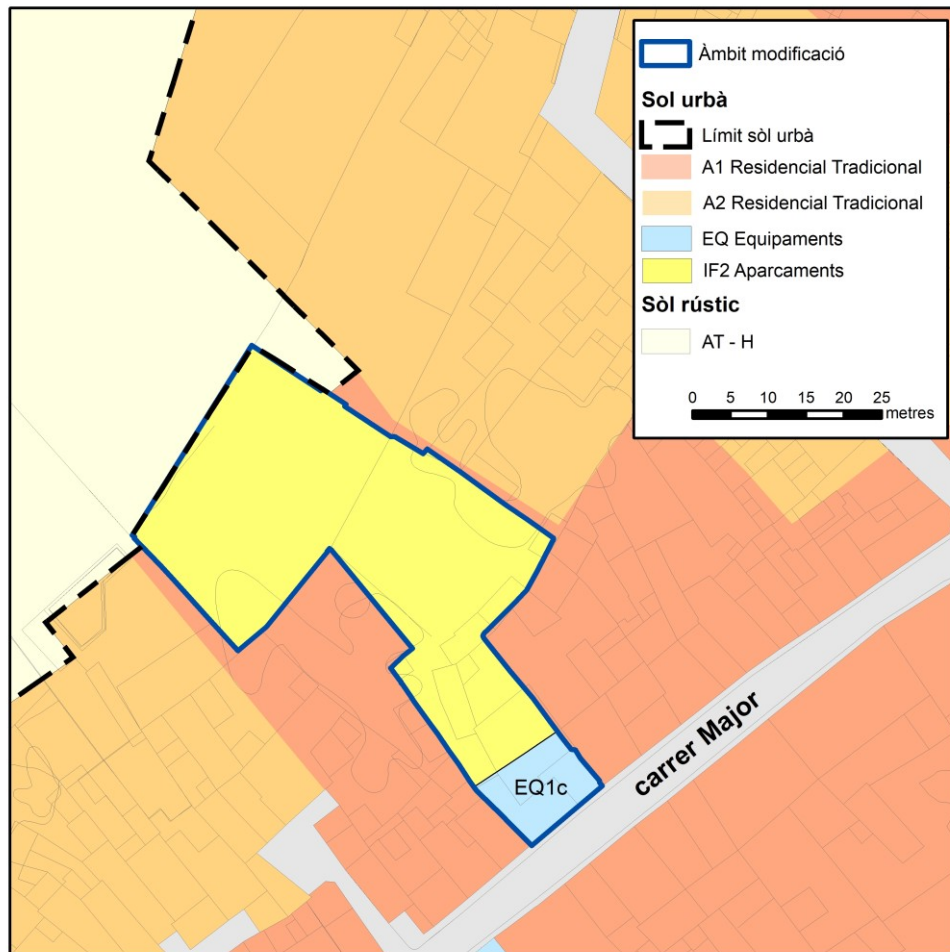 Àmbit modificació
Sol urbà
Límit sòl urbà
A1 Residencial Tradicional
A2 Residencial Tradicional
EQ Equipaments
IF2 Aparcaments
Sòl rústic
AT - H
0 5 10 15 20 25
metres
carrer Major
EQ1c